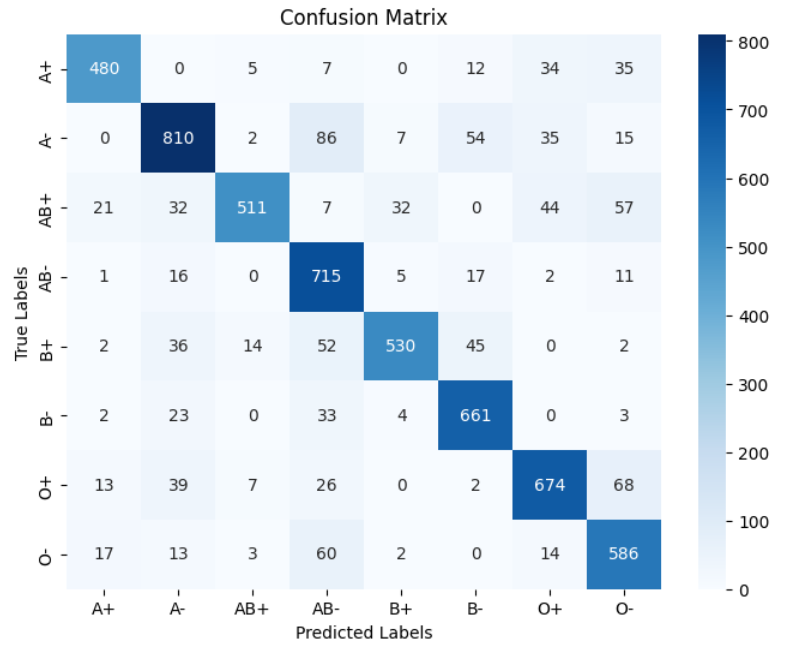 Confusion Matrix
A+ 480 0 5 7 0 12 34 35
A- 0 810 2 86 7 54 35 15
AB+ 21 32 511 7 32 0 44 57
AB- 1 16 0 715 5 17 2 11
B+ 2 36 14 52 530 45 0 2
B- 2 23 0 33 4 661 0 3
O+ 13 39 7 26 0 2 674 68
O- 17 13 3 60 2 0 14 586
A+ A- AB+ AB- B+ B- O+ O-
Predicted Labels
True Labels
800
700
600
500
400
300
200
100
0